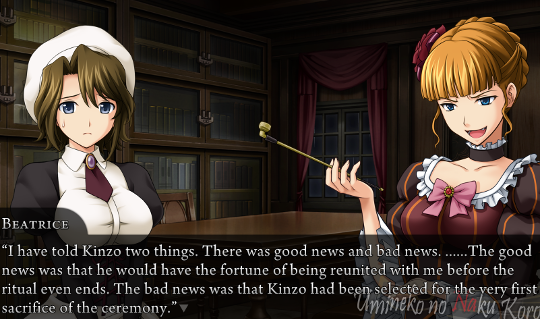 Beatrice
“I have told Kinzo two things. There was good news and bad news. ......The good
news was that he would have the fortune of being reunited with me before the
ritual even ends. The bad news was that Kinzo had been selected for the very first
sacrifice of the ceremony.”
Umineko no Naku Koro